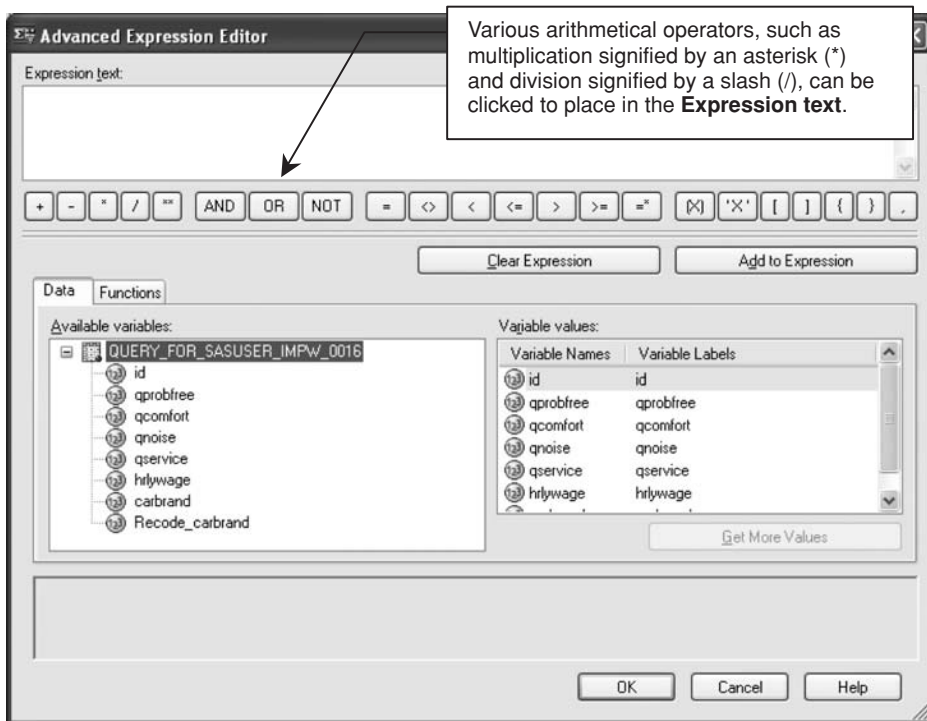 Advanced Expression Editor
Various arithmetical operators, such as
multiplication signified by an asterisk (*)
and division signified by a slash (/), can be
clicked to place in the Expression text.
Expression text:
+ - * / ** AND OR NOT = <> < <= > >= =* (X) 'X' [ ] { } ,
Clear Expression Add to Expression
Data Functions
Available variables:
QUERY_FOR_SASUSER_IMPW_0016
id
qprobfree
qcomfort
qnoise
qservice
hrlywage
carbrand
Recode_carbrand
Variable values:
Variable Names Variable Labels
id id
qprobfree qprobfree
qcomfort qcomfort
qnoise qnoise
qservice qservice
hrlywage hrlywage
Get More Values
OK Cancel Help